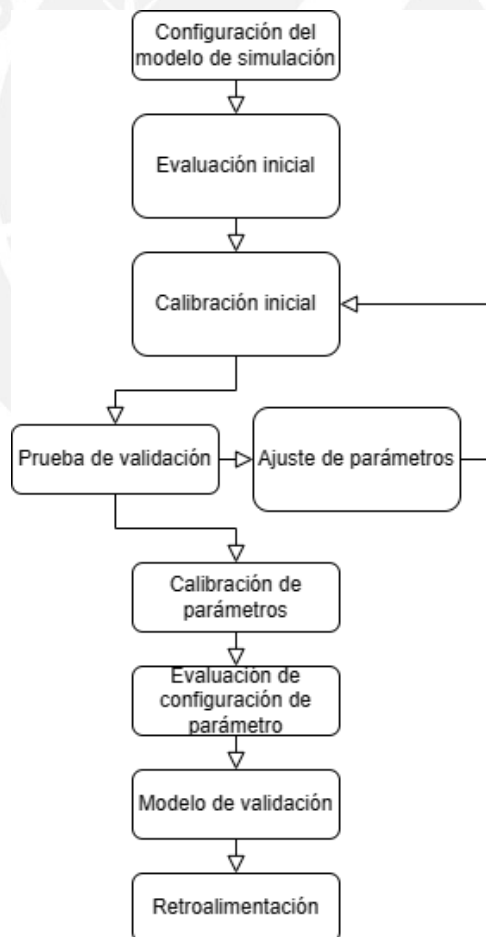 Configuración del
modelo de simulación
Evaluación inicial
Calibración inicial
Prueba de validación
Ajuste de parámetros
Calibración de
parámetros
Evaluación de
configuración de
parámetro
Modelo de validación
Retroalimentación